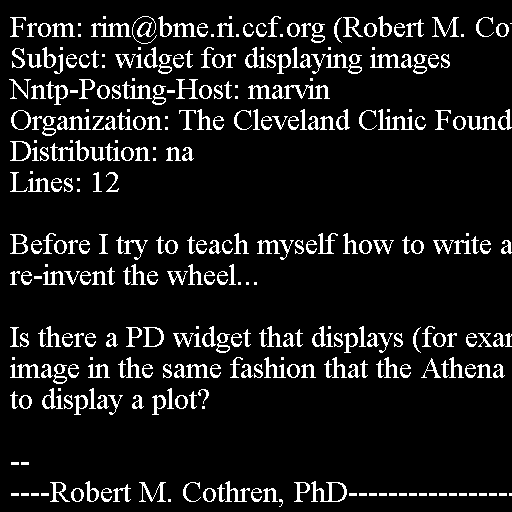 From: rim@bme.ri.ccf.org (Robert M. Co
Subject: widget for displaying images
Nntp-Posting-Host: marvin
Organization: The Cleveland Clinic Found
Distribution: na
Lines: 12
Before I try to teach myself how to write a
re-invent the wheel...
Is there a PD widget that displays (for exam
image in the same fashion that the Athena
to display a plot?
--
----Robert M. Cothren, PhD-----------------